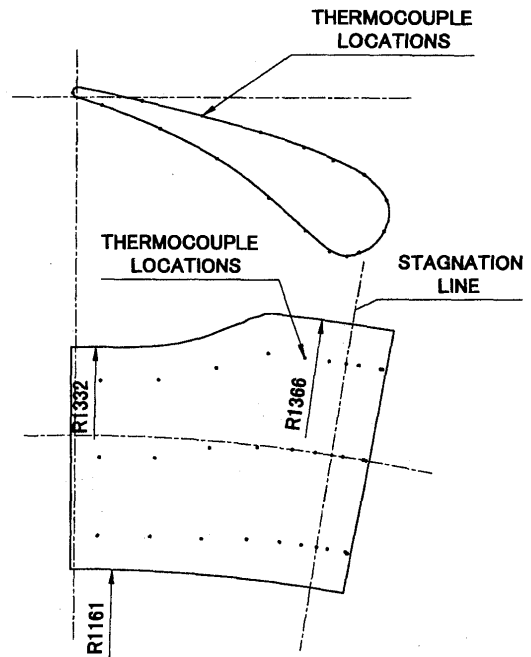 THERMOCOUPLE
LOCATIONS
THERMOCOUPLE
LOCATIONS
STAGNATION
LINE
R1332
R1366
R1161